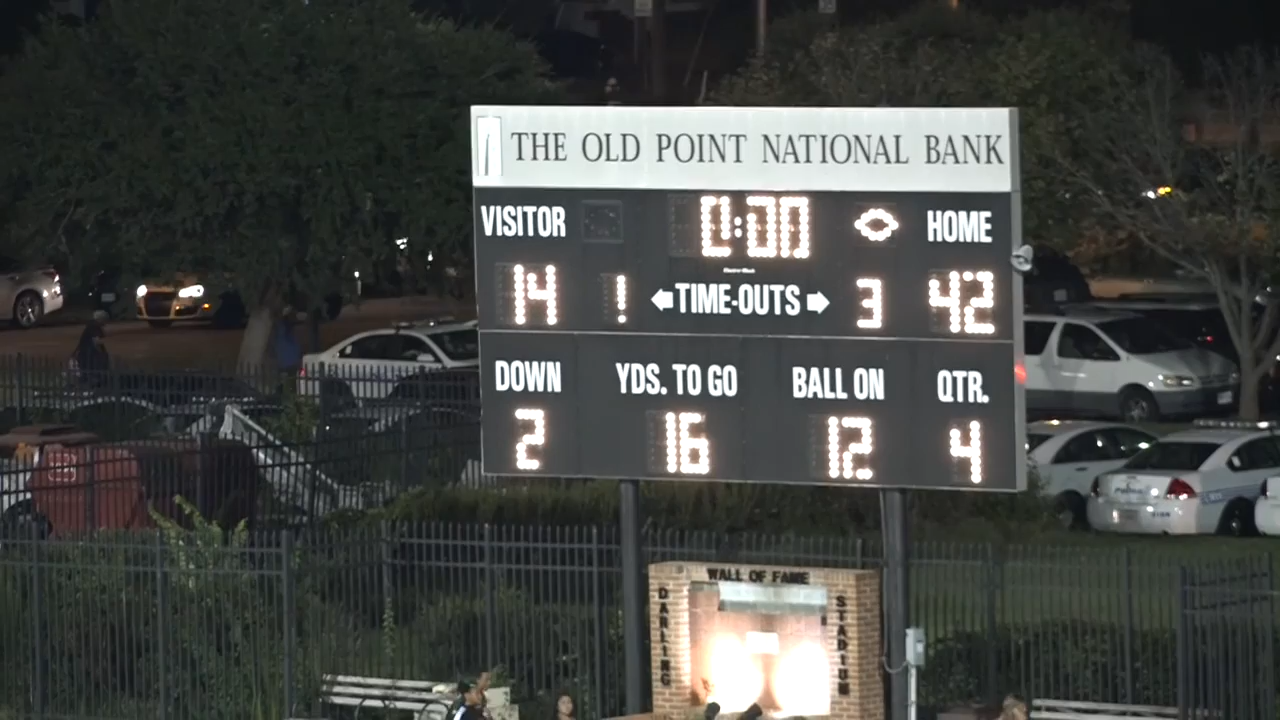 THE OLD POINT NATIONAL BANK
VISITOR 0:00 HOME
14 1 TIME-OUTS 3 42
DOWN YDS. TO GO BALL ON QTR.
2 16 12 4
WALL OF FAME
DARLING
STADIUM